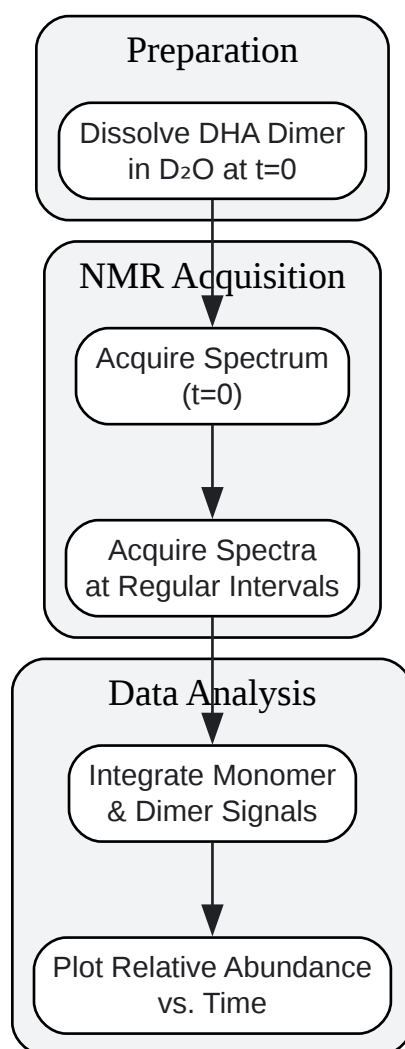 Preparation
Dissolve DHA Dimer
in D₂O at t=0
NMR Acquisition
Acquire Spectrum
(t=0)
Acquire Spectra
at Regular Intervals
Data Analysis
Integrate Monomer
& Dimer Signals
Plot Relative Abundance
vs. Time